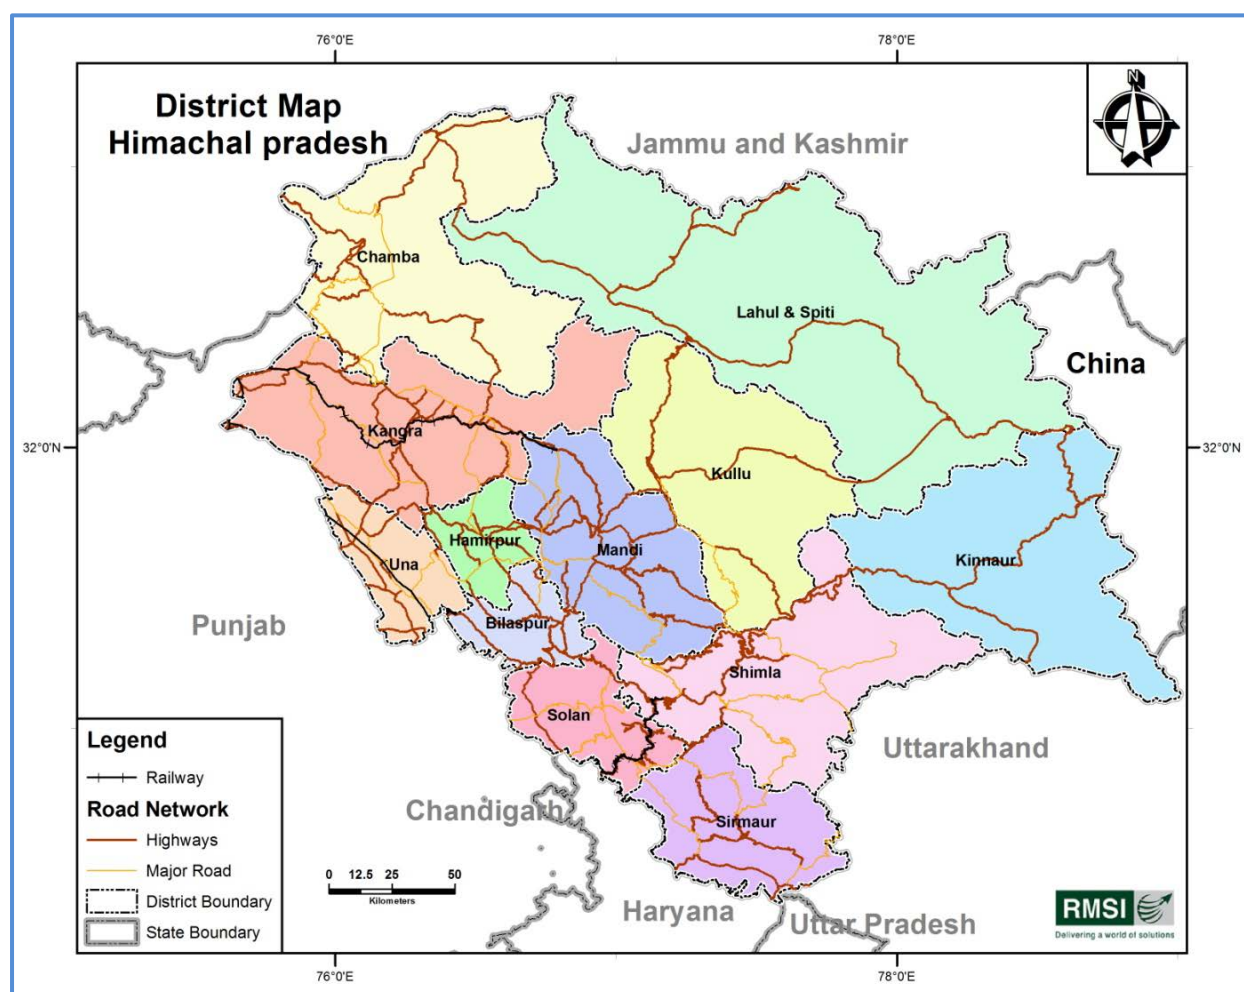 76°0'E
78°0'E
District Map
Himachal pradesh
N
Jammu and Kashmir
Chamba
Lahul & Spiti
China
Kangra
32°0'N
32°0'N
Kullu
Hamirpur
Mandi
Una
Kinnaur
Punjab
Bilaspur
Shimla
Solan
Legend
Railway
Road Network
Highways
Major Road
District Boundary
State Boundary
Uttarakhand
Chandigarh
Sirmaur
0 12.5 25 50
Kilometers
Haryana
Uttar Pradesh
RMSI
Delivering a world of solutions
76°0'E
78°0'E